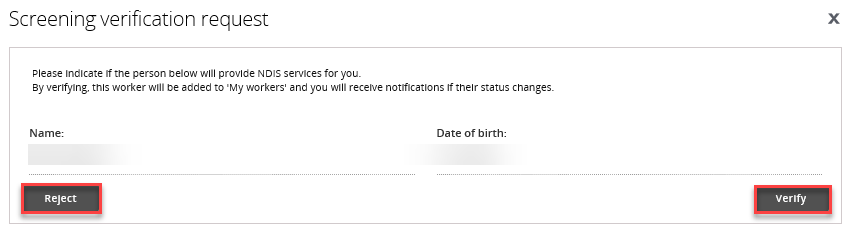 Screening verification request
X
Please indicate if the person below will provide NDIS services for you.
By verifying, this worker will be added to 'My workers' and you will receive notifications if their status changes.
Name:
Date of birth:
Reject
Verify